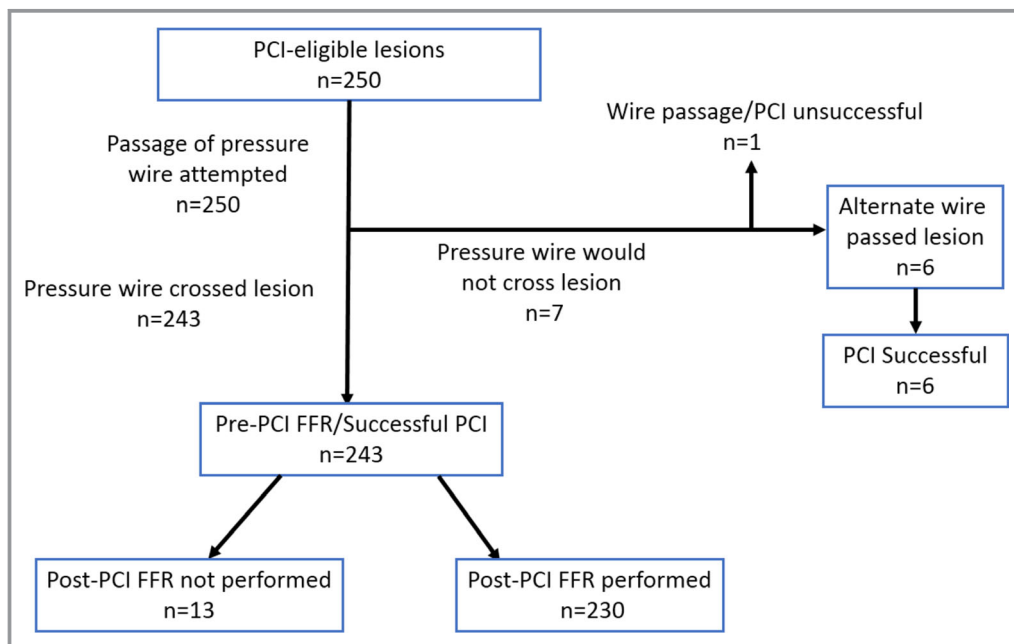 PCI-eligible lesions
n=250
Passage of pressure
wire attempted
n=250
Wire passage/PCI unsuccessful
n=1
Alternate wire
passed lesion
n=6
Pressure wire would
not cross lesion
n=7
Pressure wire crossed lesion
n=243
PCI Successful
n=6
Pre-PCI FFR/Successful PCI
n=243
Post-PCI FFR not performed
n=13
Post-PCI FFR performed
n=230